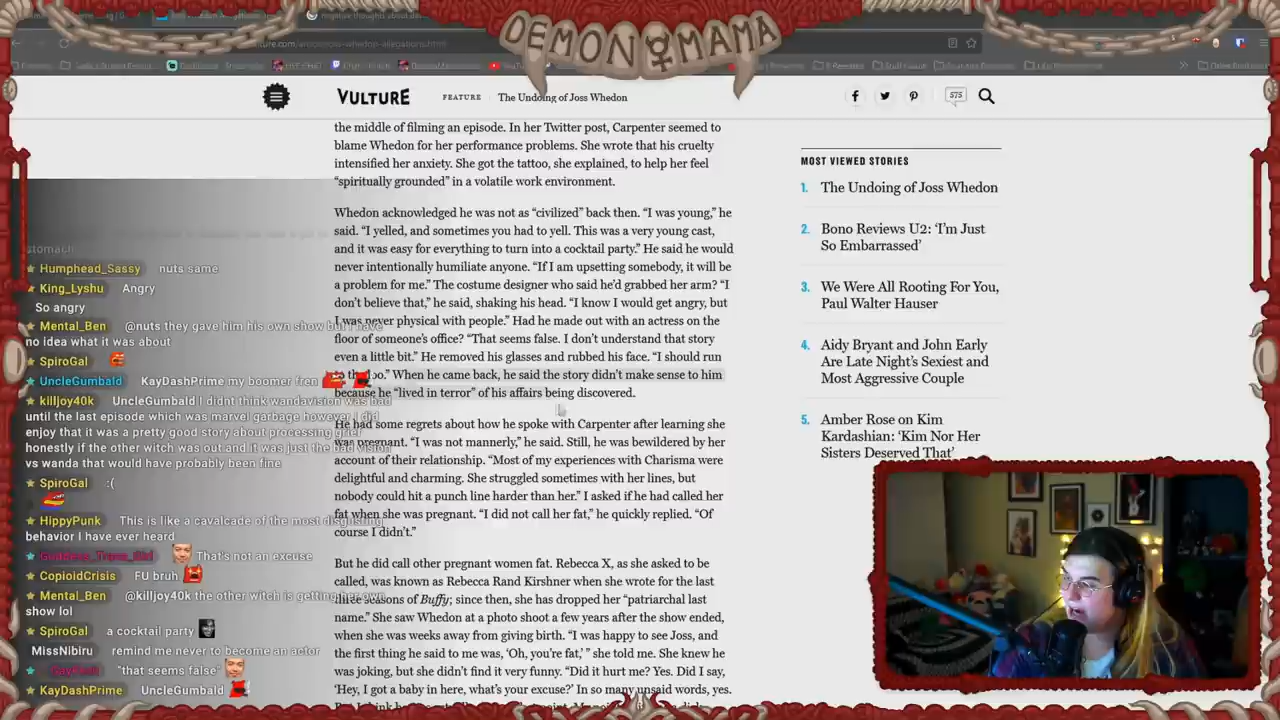 DEMON MAMA
VULTURE
FEATURE
The Undoing of Joss Whedon
575
the middle of filming an episode. In her Twitter post, Carpenter seemed to
blame Whedon for her performance problems. She wrote that his cruelty
intensified her anxiety. She got the tattoo, she explained, to help her feel
“spiritually grounded” in a volatile work environment.
Whedon acknowledged he was not as “civilized” back then. “I was young,” he
said. “I yelled, and sometimes you had to yell. This was a very young cast,
and it was easy for everything to turn into a cocktail party.” He said he would
never intentionally humiliate anyone. “If I am upsetting somebody, it will be
a problem for me.” The costume designer who said he’d grabbed her arm? “I
don’t believe that,” he said, shaking his head. “I know I would get angry, but
I was never physical with people.” Had he made out with an actress on the
floor of someone’s office? “That seems false. I don’t understand that story
even a little bit.” He removed his glasses and rubbed his face. “I should run
to the loo.” When he came back, he said the story didn’t make sense to him
because he “lived in terror” of his affairs being discovered.
He had some regrets about how he spoke with Carpenter after learning she
was pregnant. “I was not mannerly,” he said. Still, he was bewildered by her
account of their relationship. “Most of my experiences with Charisma were
delightful and charming. She struggled sometimes with her lines, but
nobody could hit a punch line harder than her.” I asked if he had called her
fat when she was pregnant. “I did not call her fat,” he quickly replied. “Of
course I didn’t.”
But he did call other pregnant women fat. Rebecca X, as she asked to be
called, was known as Rebecca Rand Kirshner when she wrote for the last
three seasons of Buffy; since then, she has dropped her “patriarchal last
name.” She saw Whedon at a photo shoot a few years after the show ended,
when she was weeks away from giving birth. “I was happy to see Joss, and
the first thing he said to me was, ‘Oh, you’re fat,’ ” she told me. She knew he
was joking, but she didn’t find it very funny. “Did it hurt me? Yes. Did I say,
‘Hey, I got a baby in here, what’s your excuse?’ In so many unsaid words, yes.
MOST VIEWED STORIES
1. The Undoing of Joss Whedon
2. Bono Reviews U2: ‘I’m Just
So Embarrassed’
3. We Were All Rooting For You,
Paul Walter Hauser
4. Aidy Bryant and John Early
Are Late Night’s Sexiest and
Most Aggressive Couple
5. Amber Rose on Kim
Kardashian: ‘Kim Nor Her
Sisters Deserved That’
stomach
Humphead_Sassy nuts same
King_Lyshu Angry
So angry
Mental_Ben @nuts they gave him his own show but I have
no idea what it was about
SpiroGal
UncleGumbald KayDashPrime my boomer fren
killjoy40k UncleGumbald I didnt think wandavision was bad
until the last episode which was marvel garbage however I did
enjoy that it was a pretty good story about processing grief
honestly if the other witch was out and it was just the bad vision
vs wanda that would have probably been fine
SpiroGal :(
HippyPunk This is like a cavalcade of the most disgusting
behavior I have ever heard
That's not an excuse
CopioidCrisis FU bruh
Mental_Ben @killjoy40k the other witch is getting her own
show lol
SpiroGal a cocktail party
MissNibiru remind me never to become an actor
"that seems false"
KayDashPrime UncleGumbald